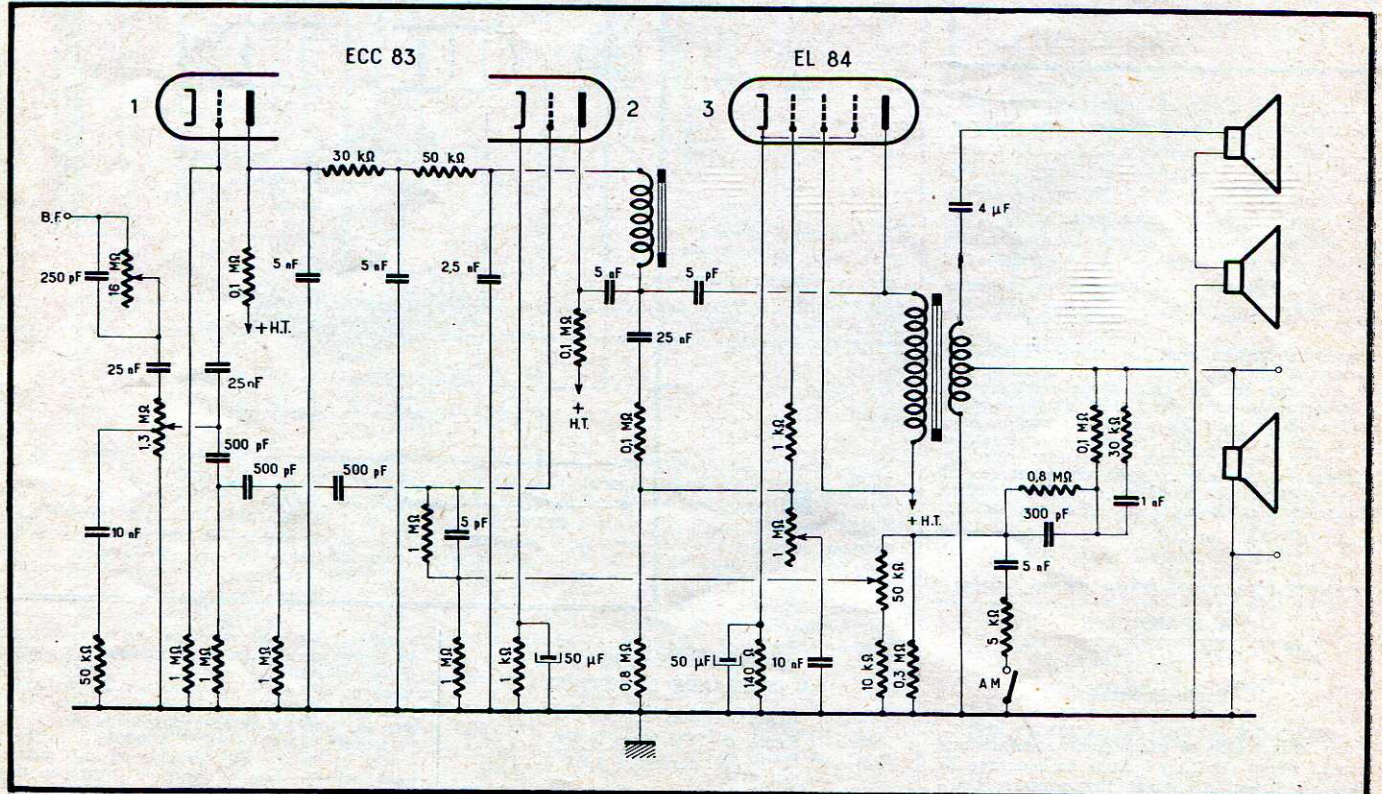 ECC 83
EL 84
1
2
3
30 kΩ
50 kΩ
B.F.
250 pF
16 MΩ
0,1 MΩ
5 nF
5 nF
2,5 nF
5 nF
5 pF
4 µF
+ H.T.
25 nF
25 nF
0,1 MΩ
25 nF
+
H.T.
1,3 MΩ
500 pF
500 pF
500 pF
0,1 MΩ
1 kΩ
0,1 MΩ
30 kΩ
0,8 MΩ
1 nF
10 nF
1 MΩ
5 pF
1 MΩ
+ H.T.
300 pF
50 kΩ
5 nF
50 kΩ
1 MΩ
1 MΩ
1 MΩ
1 MΩ
1 kΩ
50 µF
0,8 MΩ
50 µF
140 Ω
10 nF
10 kΩ
0,3 MΩ
5 kΩ
AM